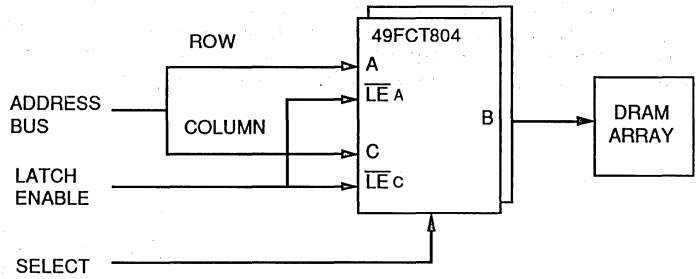 49FCT804
ROW
A
LE A
ADDRESS
BUS
COLUMN
B
DRAM
ARRAY
C
LATCH
ENABLE
LE C
SELECT